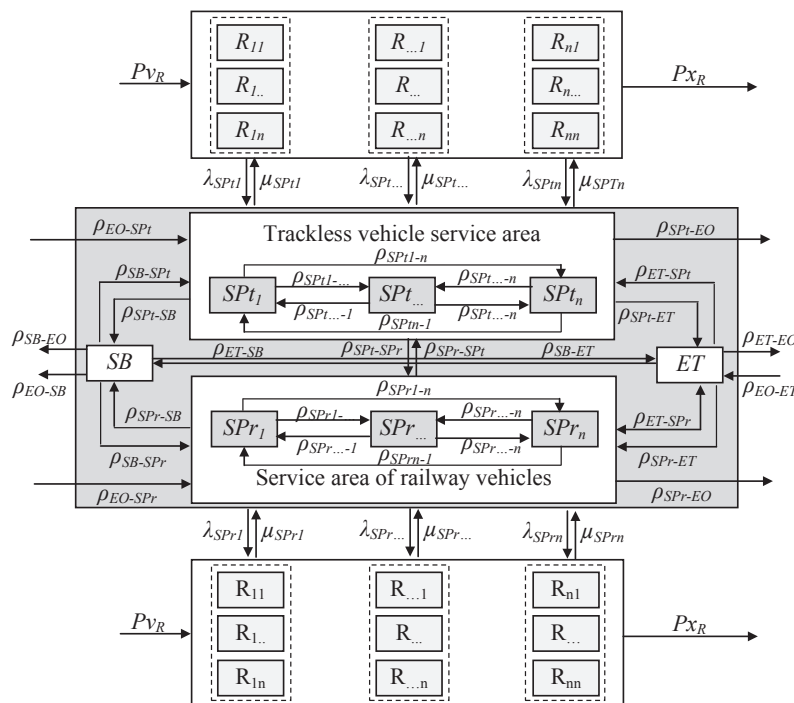 R11 R...1 Rn1
PvR R1.. R... Rn... PxR
R1n R...n Rnn
λSPt1 μSPt1 λSPt... μSPt... λSPtn μSPTn
ρEO-SPt Trackless vehicle service area ρSPt-EO
ρSPt1-n
ρSB-SPt ρSPt1-... ρSPt...-n ρET-SPt
SPt1 SPt... SPtn
ρSPt-SB ρSPt...-1 ρSPt...-n ρSPt-ET
ρSPtn-1
ρSB-EO ρET-SB ρSPt-SPr ρSPr-SPt ρSB-ET ρET-EO
SB ET
ρEO-SB ρEO-ET
ρSPr1-n
ρSPr-SB ρSPr1- ρSPr...-n ρET-SPr
SPr1 SPr... SPrn
ρSB-SPr ρSPr...-1 ρSPr...-n ρSPr-ET
ρSPrn-1
ρEO-SPr Service area of railway vehicles ρSPr-EO
λSPr1 μSPr1 λSPr... μSPr... λSPrn μSPrn
R11 R...1 Rn1
PvR R1.. R... R... PxR
R1n R...n Rnn